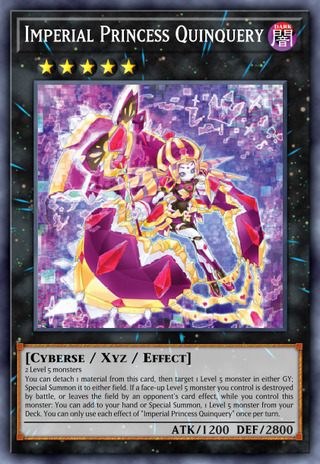 Imperial Princess Quinquery
DARK
闇
[Cyberse / Xyz / Effect]
2 Level 5 monsters
You can detach 1 material from this card, then target 1 Level 5 monster in either GY;
Special Summon it to either field. If a face-up Level 5 monster you control is destroyed
by battle, or leaves the field by an opponent's card effect, while you control this
monster: You can add to your hand or Special Summon, 1 Level 5 monster from your
Deck. You can only use each effect of "Imperial Princess Quinquery" once per turn.
ATK/1200 DEF/2800